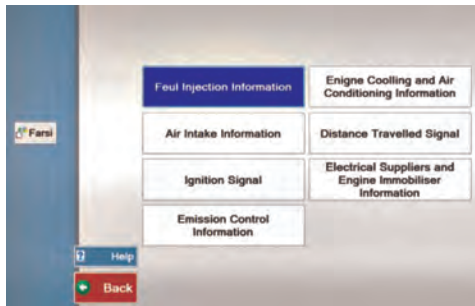 Feul Injection Information
Enigne Coolling and Air
Conditioning Information
Farsi
Air Intake Information
Distance Travelled Signal
Ignition Signal
Electrical Suppliers and
Engine Immobiliser
Information
Emission Control
Information
Help
Back